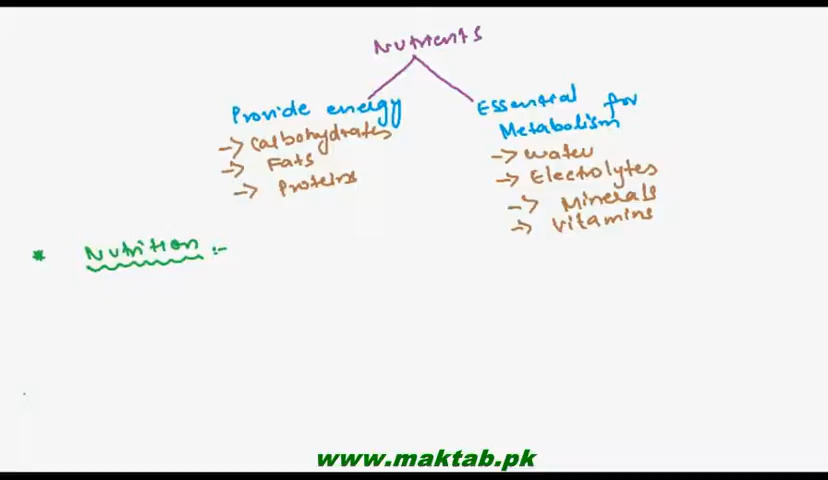 Nutrients
Provide energy
→ Carbohydrates
→ Fats
→ Proteins
Essential for
Metabolism
→ water
→ Electrolytes
→ Minerals
→ vitamins
* Nutrition :-
www.maktab.pk